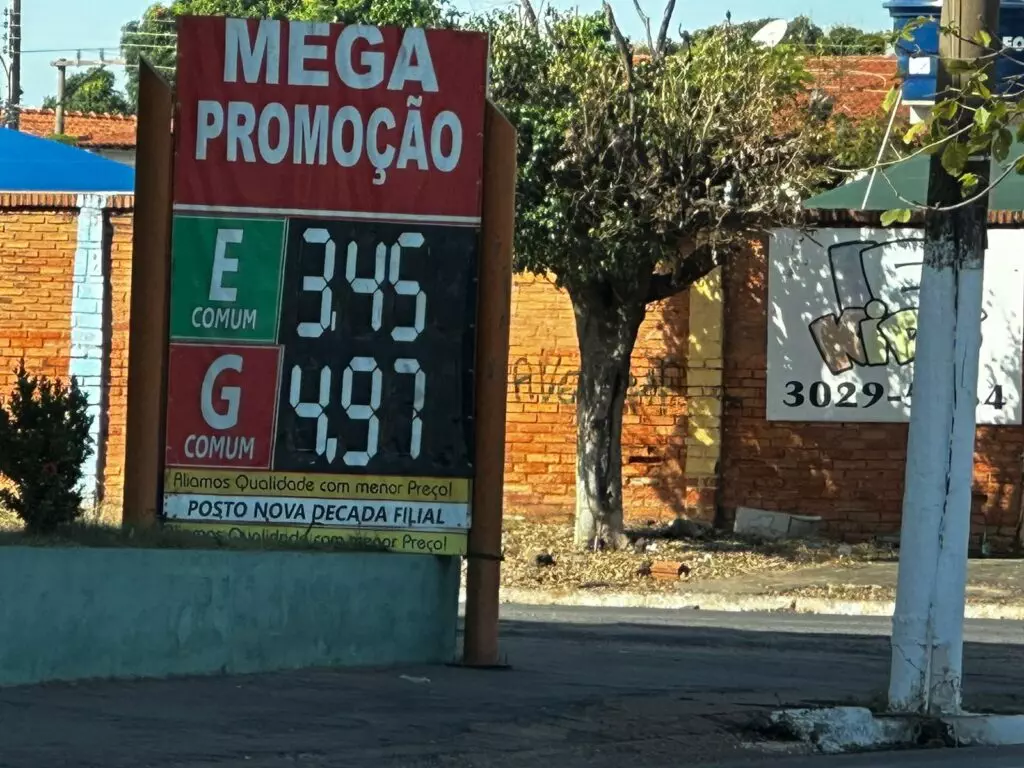 MEGA
PROMOÇÃO
E
COMUM
3,45
G
COMUM
4,97
Aliamos Qualidade com menor Preço!
POSTO NOVA DECADA FILIAL
Aliamos Qualidade com menor Preço!
3029-